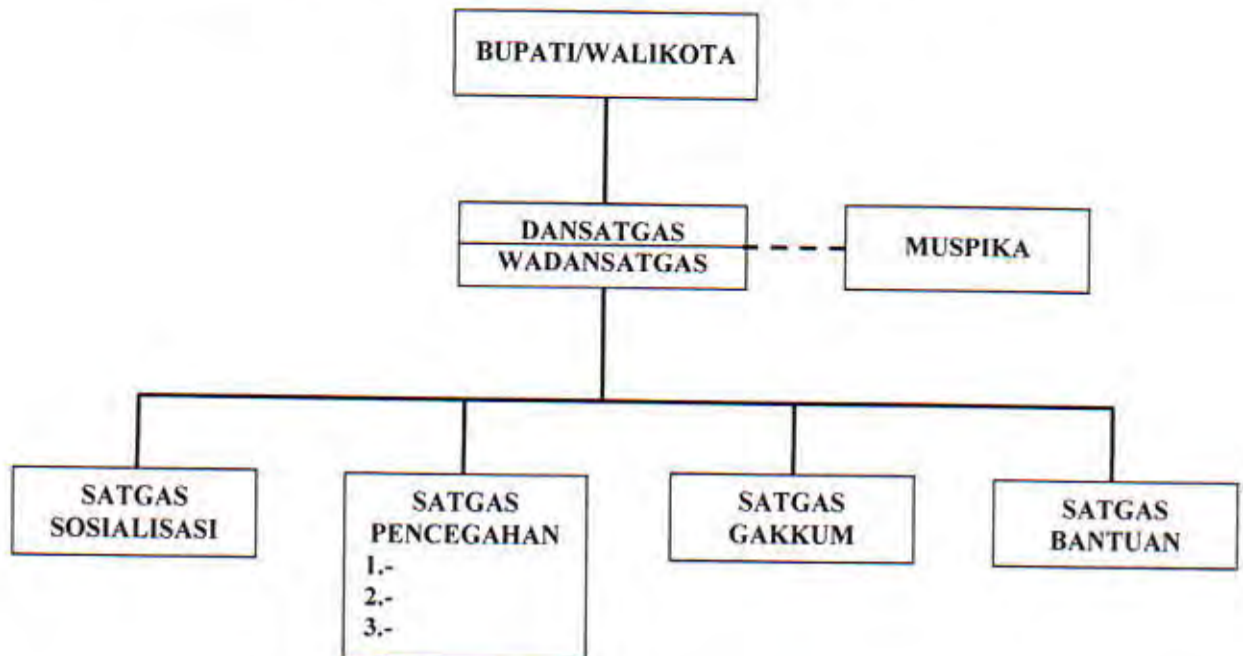 BUPATI/WALIKOTA
DANSATGAS
WADANSATGAS
MUSPIKA
SATGAS
SOSIALISASI
SATGAS
PENCEGAHAN
1.-
2.-
3.-
SATGAS
GAKKUM
SATGAS
BANTUAN